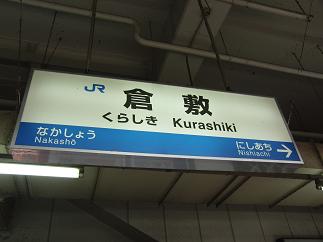 JR 倉敷
くらしき Kurashiki
なかしょう にしあち
Nakashō Nishiachi